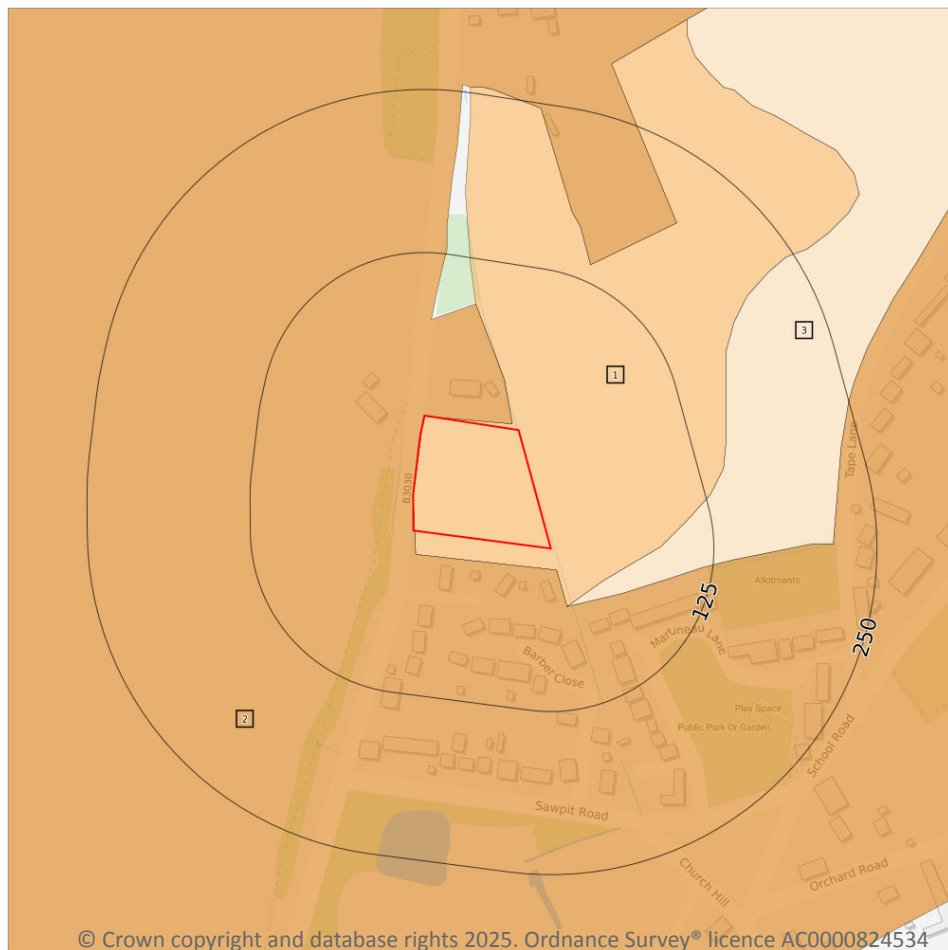 3
1
B3030
Tape Lane
Allotments
125
Martineau Lane
250
Barber Close
Play Space
Public Park Or Garden
2
School Road
Sawpit Road
Church Hill
Orchard Road
© Crown copyright and database rights 2025. Ordnance Survey® licence AC0000824534